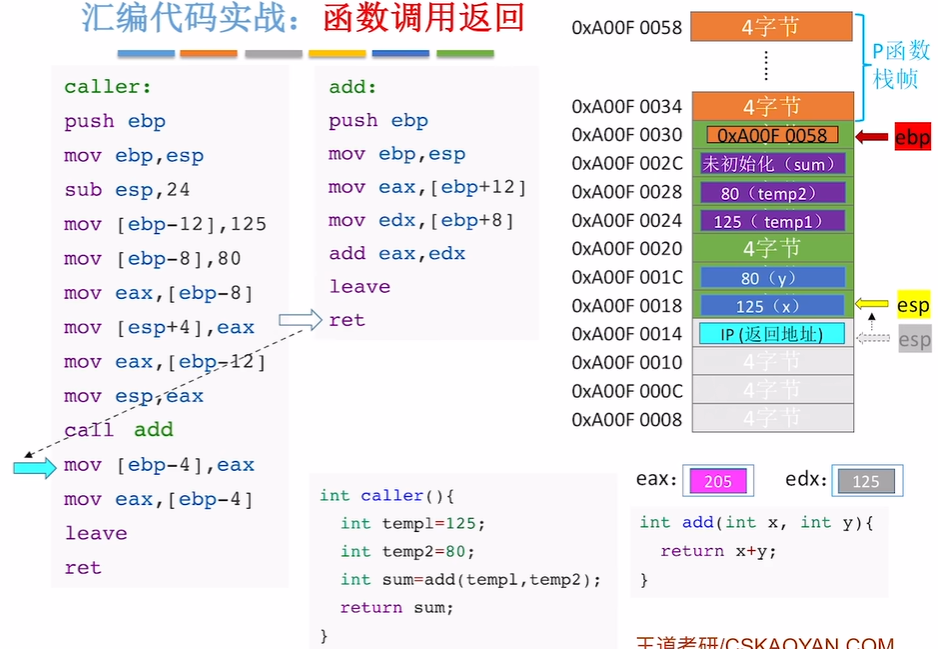 汇编代码实战：函数调用返回
caller:
push ebp
mov ebp,esp
sub esp,24
mov [ebp-12],125
mov [ebp-8],80
mov eax,[ebp-8]
mov [esp+4],eax
mov eax,[ebp-12]
mov esp,eax
call add
mov [ebp-4],eax
mov eax,[ebp-4]
leave
ret
add:
push ebp
mov ebp,esp
mov eax,[ebp+12]
mov edx,[ebp+8]
add eax,edx
leave
ret
0xA00F 0058 4字节
P函数
栈帧
0xA00F 0034 4字节
0xA00F 0030 0xA00F 0058 ebp
0xA00F 002C 未初始化（sum）
0xA00F 0028 80（temp2）
0xA00F 0024 125（temp1）
0xA00F 0020 4字节
0xA00F 001C 80（y）
0xA00F 0018 125（x） esp
0xA00F 0014 IP (返回地址) esp
0xA00F 0010 4字节
0xA00F 000C 4字节
0xA00F 0008 4字节
eax: 205 edx: 125
int caller(){
int temp1=125;
int temp2=80;
int sum=add(temp1,temp2);
return sum;
}
int add(int x, int y){
return x+y;
}
王道考研/CSKAOYAN.COM